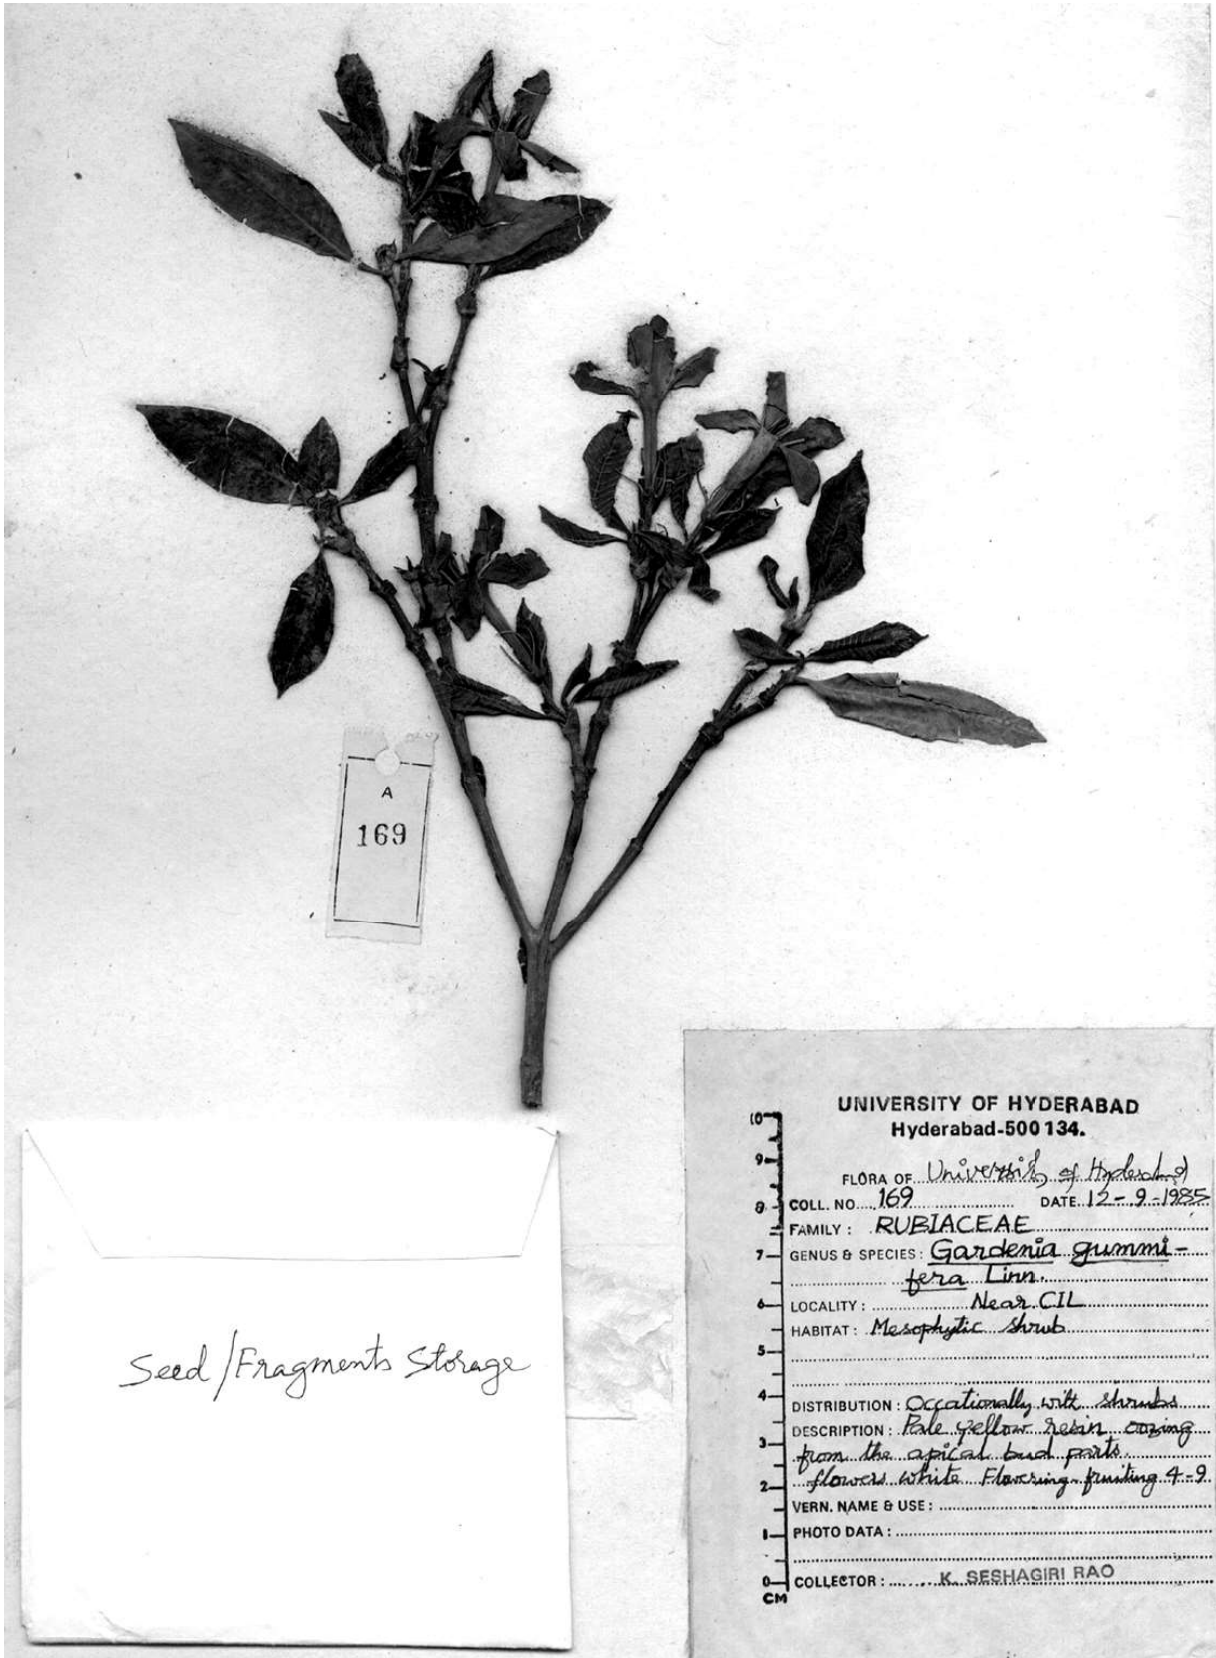 A
169
Seed/Fragments Storage
UNIVERSITY OF HYDERABAD
Hyderabad-500134.
FLORA OF University of Hyderabad
COLL. NO. 169 DATE 12-9-1985
FAMILY: RUBIACEAE
GENUS & SPECIES: Gardenia gummi-
fera Linn.
LOCALITY: Near CIL
HABITAT: Mesophytic shrub
DISTRIBUTION: Occationally with shrubs
DESCRIPTION: Pale yellow resin oozing
from the apical bud parts.
flowers white Flowering-fruiting 4-9
VERN. NAME & USE:
PHOTO DATA:
COLLECTOR: K. SESHAGIRI RAO
10
9
8
7
6
5
4
3
2
1
0
CM